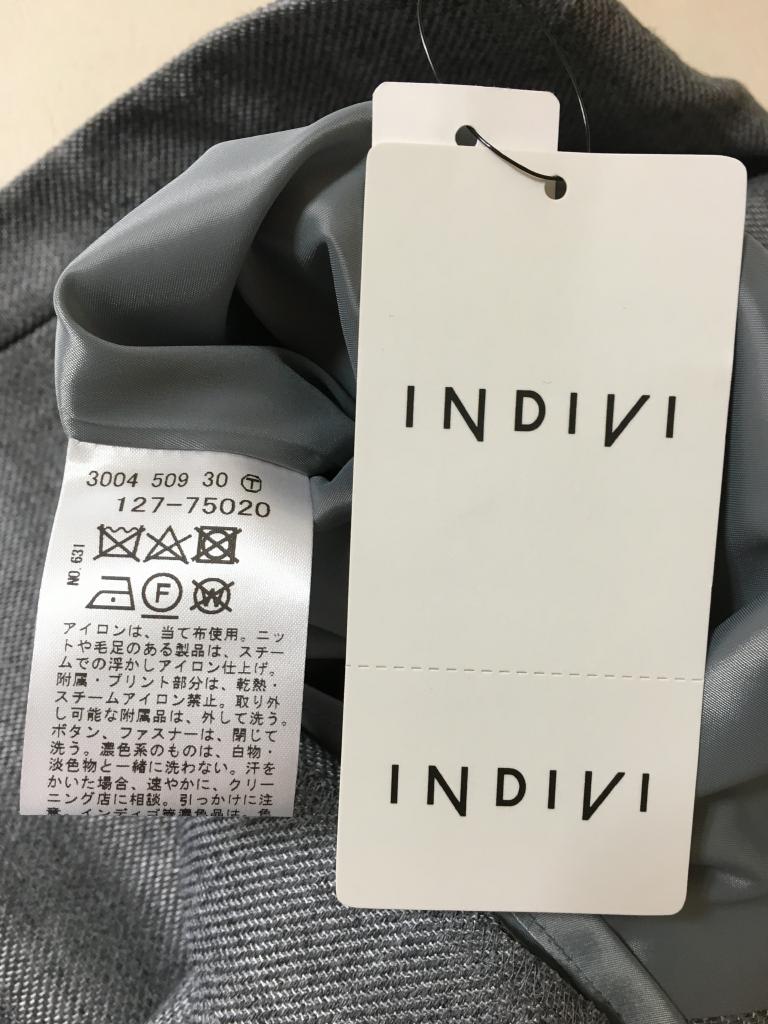 INDIVI
3004 509 30 Ⓣ
127-75020
NO.631
F
W
アイロンは、当て布使用。ニッ
トや毛足のある製品は、スチー
ムでの浮かしアイロン仕上げ。
附属・プリント部分は、乾熱・
スチームアイロン禁止。取り外
し可能な附属品は、外して洗う。
ボタン、ファスナーは、閉じて
洗う。濃色系のものは、白物・
淡色物と一緒に洗わない。汗を
かいた場合、速やかに、クリー
ニング店に相談。引っかけに注
INDIVI